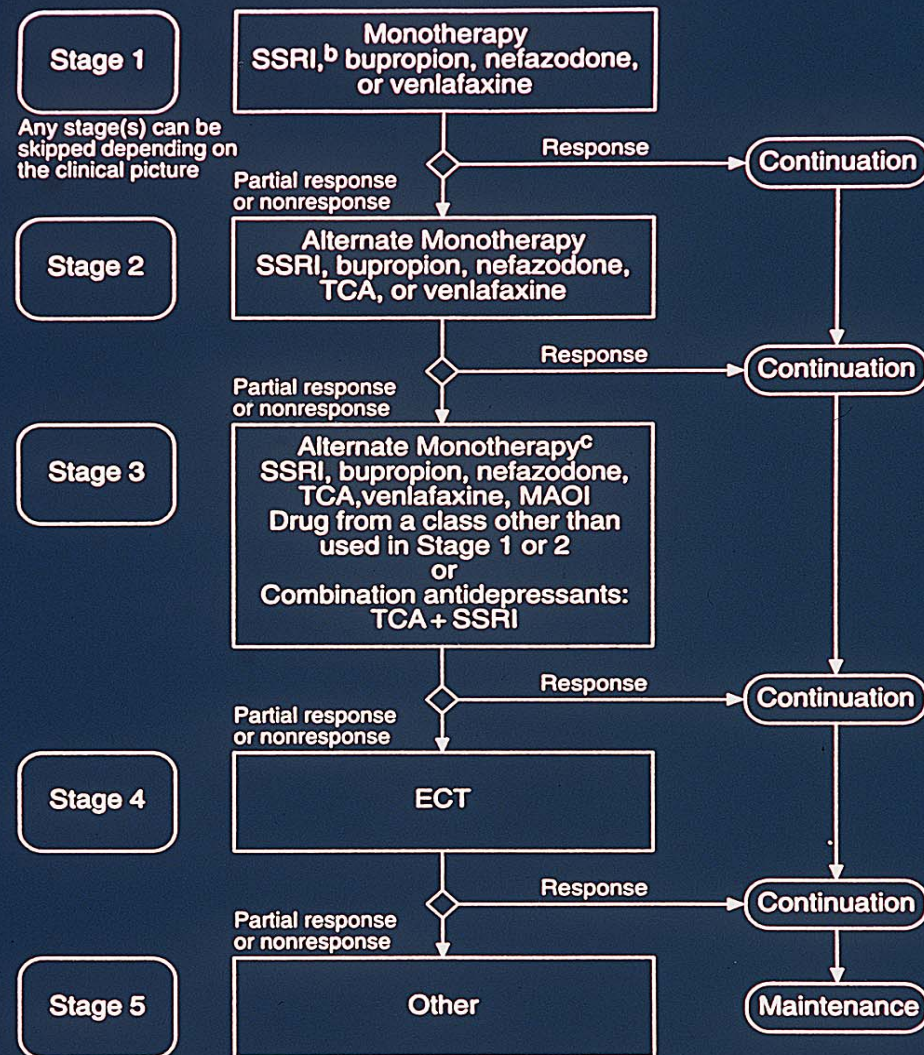 Stage 1
Monotherapy
SSRI,b bupropion, nefazodone,
or venlafaxine
Any stage(s) can be
skipped depending on
the clinical picture
Response
Continuation
Partial response
or nonresponse
Stage 2
Alternate Monotherapy
SSRI, bupropion, nefazodone,
TCA, or venlafaxine
Response
Continuation
Partial response
or nonresponse
Stage 3
Alternate Monotherapyc
SSRI, bupropion, nefazodone,
TCA,venlafaxine, MAOI
Drug from a class other than
used in Stage 1 or 2
or
Combination antidepressants:
TCA + SSRI
Response
Continuation
Partial response
or nonresponse
Stage 4
ECT
Response
Continuation
Partial response
or nonresponse
Stage 5
Other
Maintenance